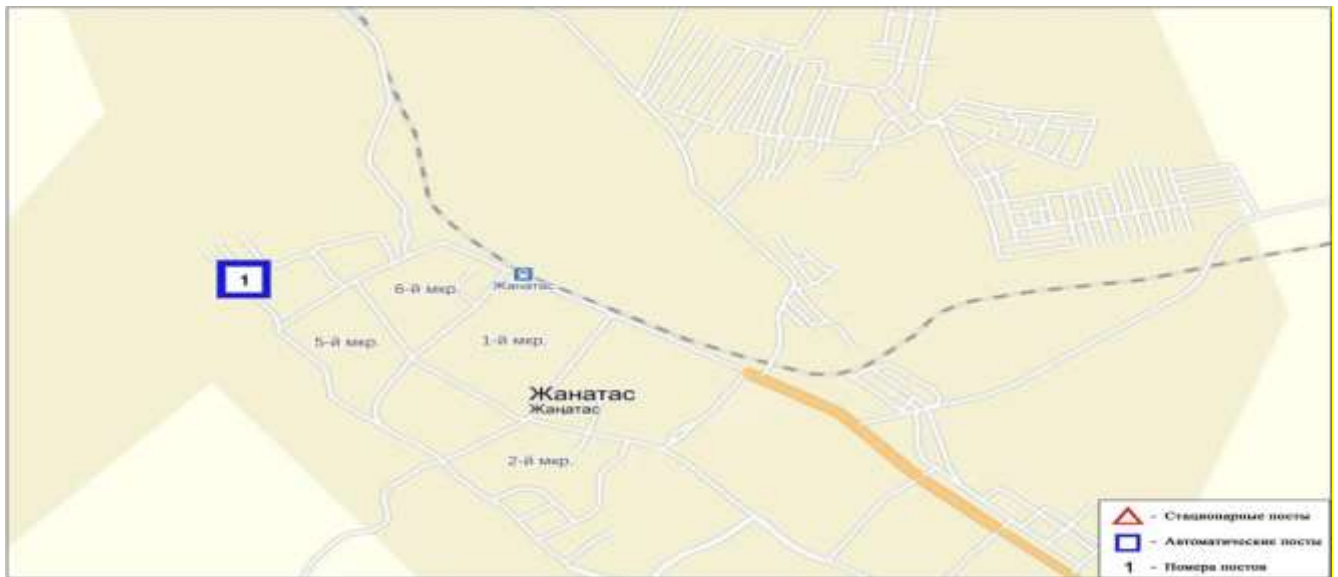 1
6-й мкр.
Жанатас
5-й мкр.
1-й мкр.
Жанатас
Жаңатас
2-й мкр.
- Стационарные посты
- Автоматические посты
1 - Номера постов